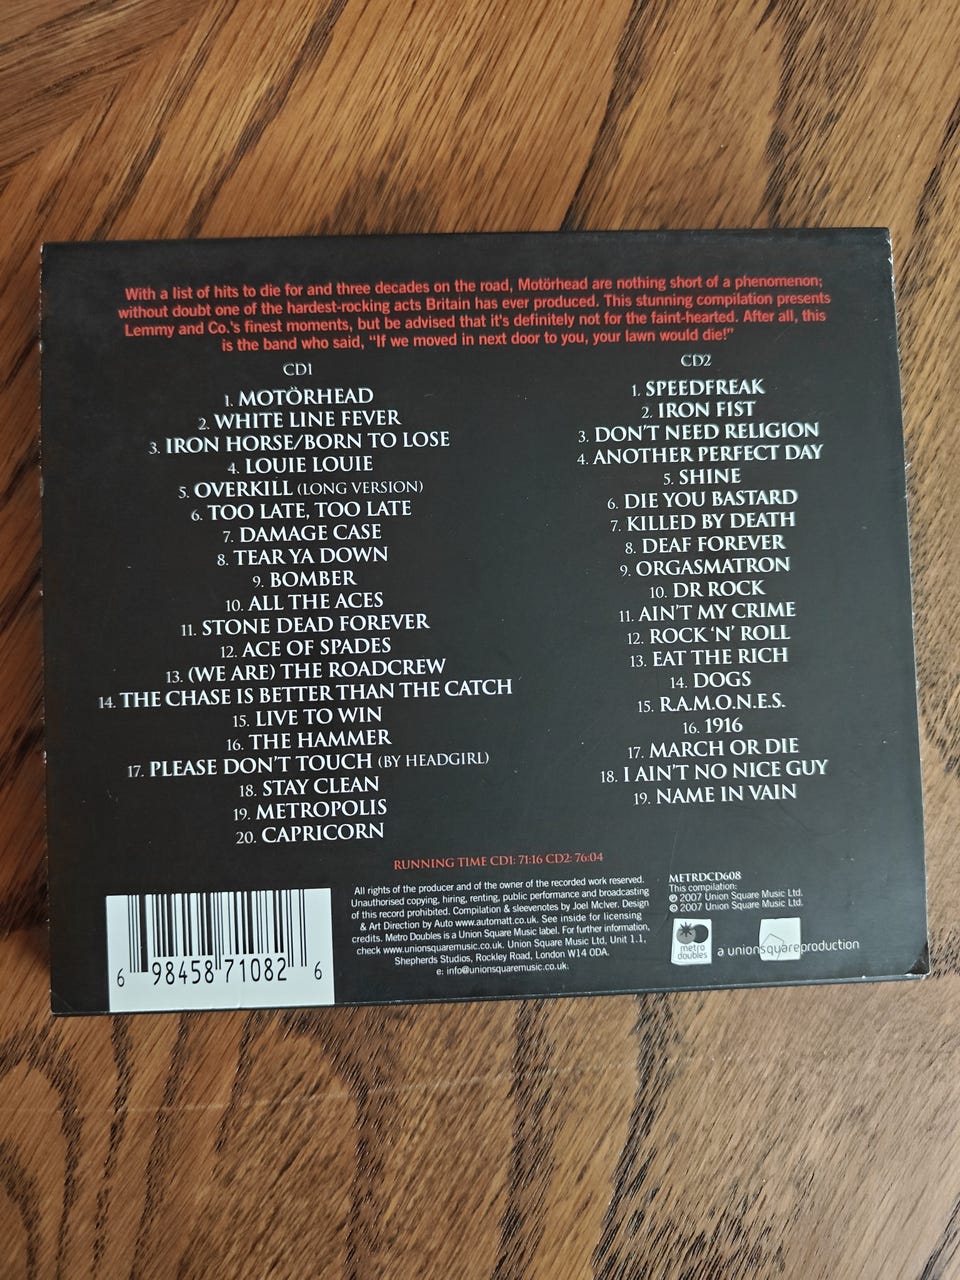 With a list of hits to die for and three decades on the road, Motörhead are nothing short of a phenomenon;
without doubt one of the hardest-rocking acts Britain has ever produced. This stunning compilation presents
Lemmy and Co.'s finest moments, but be advised that it's definitely not for the faint-hearted. After all, this
is the band who said, “If we moved in next door to you, your lawn would die!”
CD1
1. MOTÖRHEAD
2. WHITE LINE FEVER
3. IRON HORSE/BORN TO LOSE
4. LOUIE LOUIE
5. OVERKILL (LONG VERSION)
6. TOO LATE, TOO LATE
7. DAMAGE CASE
8. TEAR YA DOWN
9. BOMBER
10. ALL THE ACES
11. STONE DEAD FOREVER
12. ACE OF SPADES
13. (WE ARE) THE ROADCREW
14. THE CHASE IS BETTER THAN THE CATCH
15. LIVE TO WIN
16. THE HAMMER
17. PLEASE DON'T TOUCH (BY HEADGIRL)
18. STAY CLEAN
19. METROPOLIS
20. CAPRICORN
CD2
1. SPEEDFREAK
2. IRON FIST
3. DON'T NEED RELIGION
4. ANOTHER PERFECT DAY
5. SHINE
6. DIE YOU BASTARD
7. KILLED BY DEATH
8. DEAF FOREVER
9. ORGASMATRON
10. DR ROCK
11. AIN'T MY CRIME
12. ROCK 'N' ROLL
13. EAT THE RICH
14. DOGS
15. R.A.M.O.N.E.S.
16. 1916
17. MARCH OR DIE
18. I AIN'T NO NICE GUY
19. NAME IN VAIN
RUNNING TIME CD1: 71:16 CD2: 76:04
6 98458 71082 6
All rights of the producer and of the owner of the recorded work reserved.
Unauthorised copying, hiring, renting, public performance and broadcasting
of this record prohibited. Compilation & sleevenotes by Joel McIver. Design
& Art Direction by Auto www.automatt.co.uk. See inside for licensing
credits. Metro Doubles is a Union Square Music label. For further information,
check www.unionsquaremusic.co.uk. Union Square Music Ltd, Unit 1.1,
Shepherds Studios, Rockley Road, London W14 0DA.
e: info@unionsquaremusic.co.uk.
METRDCD608
This compilation:
℗ 2007 Union Square Music Ltd.
© 2007 Union Square Music Ltd.
metro
doubles
a unionsquareproduction